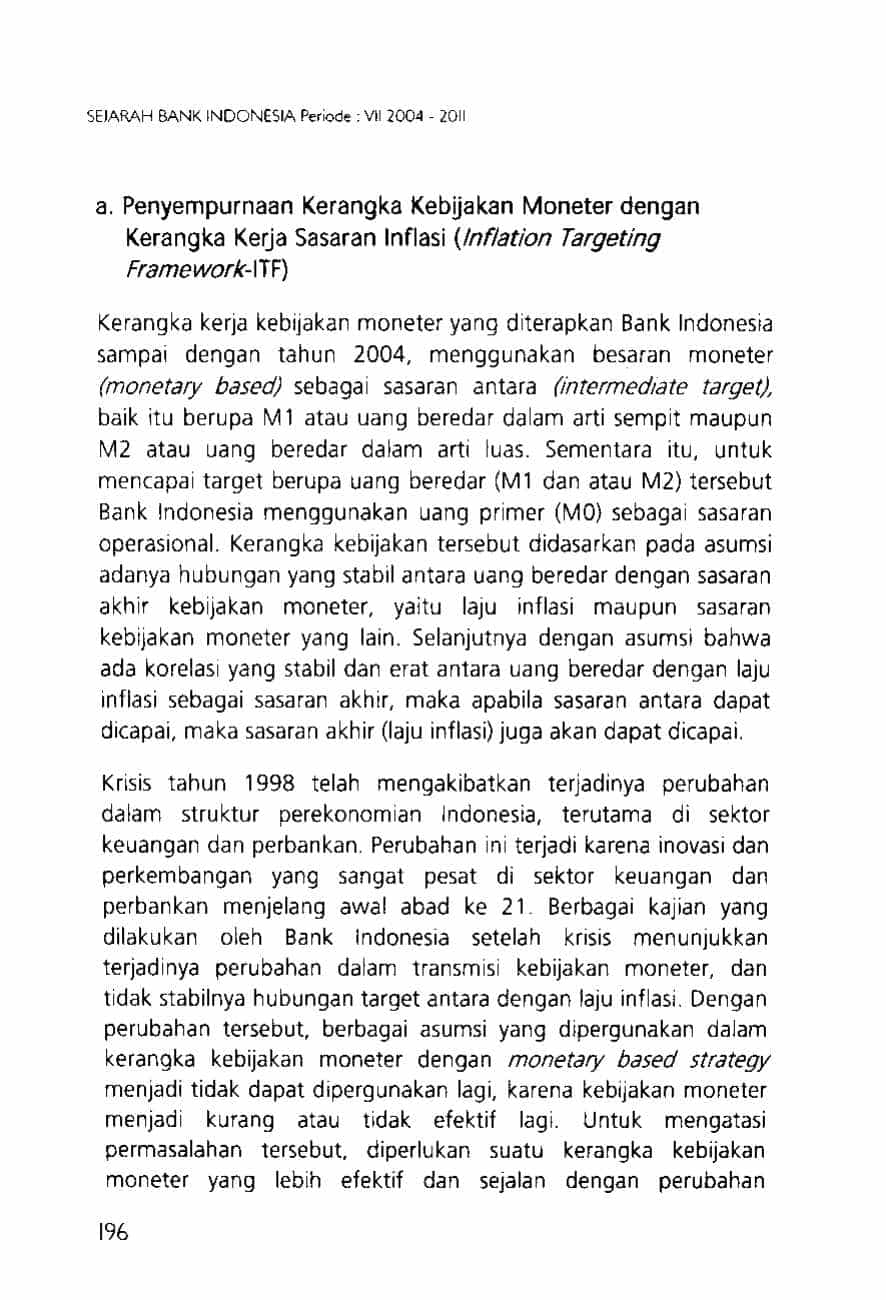 SEJARAH BANK INDONESIA Periode : VII 2004 - 2011
a. Penyempurnaan Kerangka Kebijakan Moneter dengan
Kerangka Kerja Sasaran Inflasi (Inflation Targeting
Framework-ITF)
Kerangka kerja kebijakan moneter yang diterapkan Bank Indonesia
sampai dengan tahun 2004, menggunakan besaran moneter
(monetary based) sebagai sasaran antara (intermediate target),
baik itu berupa M1 atau uang beredar dalam arti sempit maupun
M2 atau uang beredar dalam arti luas. Sementara itu, untuk
mencapai target berupa uang beredar (M1 dan atau M2) tersebut
Bank Indonesia menggunakan uang primer (M0) sebagai sasaran
operasional. Kerangka kebijakan tersebut didasarkan pada asumsi
adanya hubungan yang stabil antara uang beredar dengan sasaran
akhir kebijakan moneter, yaitu laju inflasi maupun sasaran
kebijakan moneter yang lain. Selanjutnya dengan asumsi bahwa
ada korelasi yang stabil dan erat antara uang beredar dengan laju
inflasi sebagai sasaran akhir, maka apabila sasaran antara dapat
dicapai, maka sasaran akhir (laju inflasi) juga akan dapat dicapai.
Krisis tahun 1998 telah mengakibatkan terjadinya perubahan
dalam struktur perekonomian Indonesia, terutama di sektor
keuangan dan perbankan. Perubahan ini terjadi karena inovasi dan
perkembangan yang sangat pesat di sektor keuangan dan
perbankan menjelang awal abad ke 21. Berbagai kajian yang
dilakukan oleh Bank Indonesia setelah krisis menunjukkan
terjadinya perubahan dalam transmisi kebijakan moneter, dan
tidak stabilnya hubungan target antara dengan laju inflasi. Dengan
perubahan tersebut, berbagai asumsi yang dipergunakan dalam
kerangka kebijakan moneter dengan monetary based strategy
menjadi tidak dapat dipergunakan lagi, karena kebijakan moneter
menjadi kurang atau tidak efektif lagi. Untuk mengatasi
permasalahan tersebut, diperlukan suatu kerangka kebijakan
moneter yang lebih efektif dan sejalan dengan perubahan
196